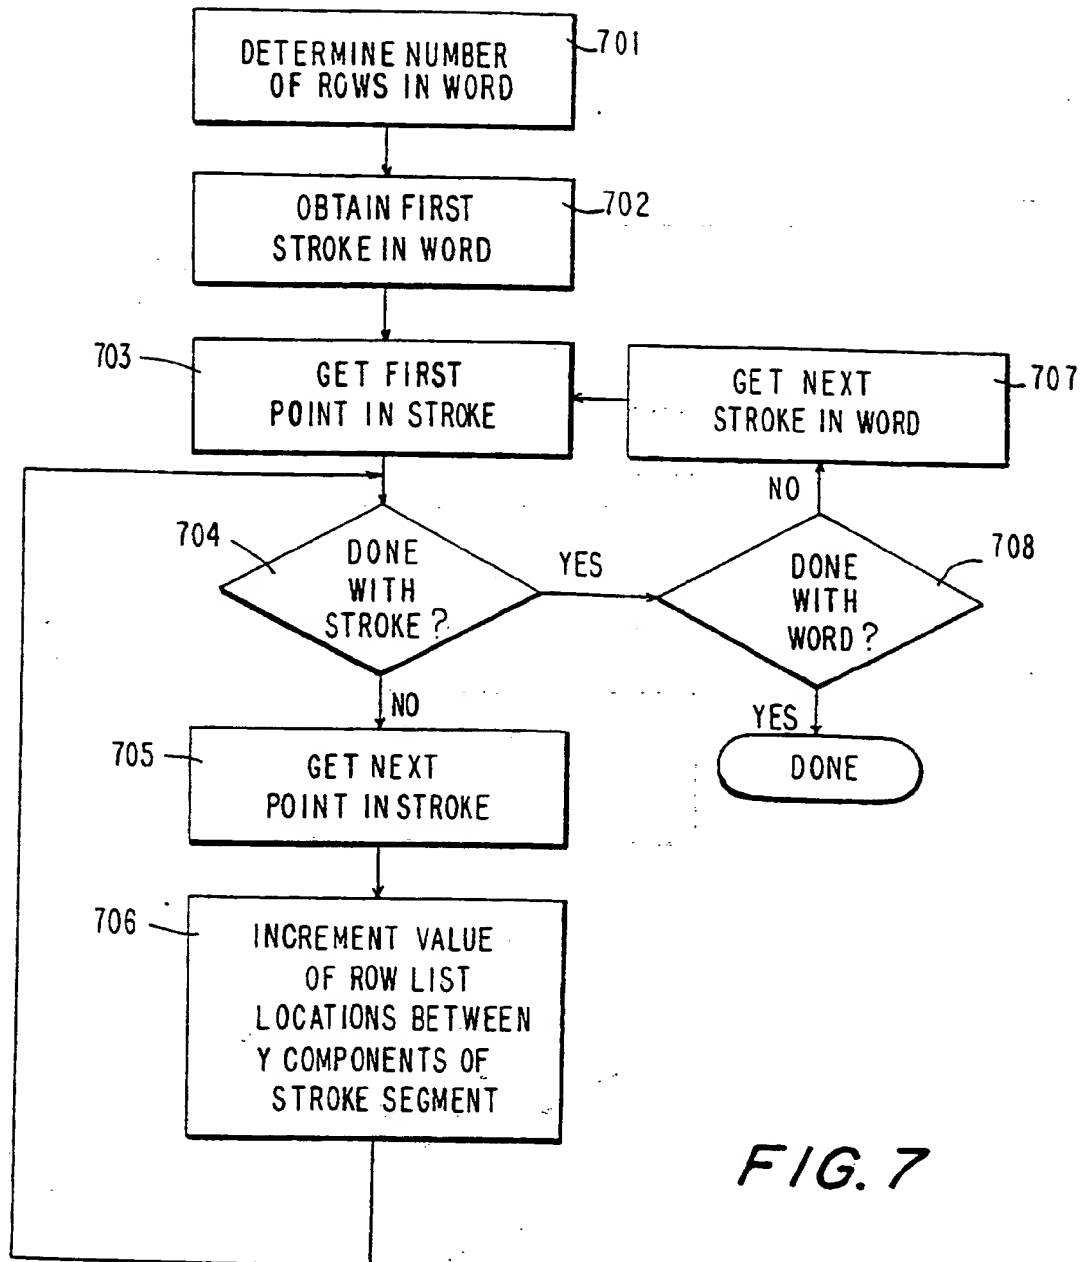 DETERMINE NUMBER
OF ROWS IN WORD
701
OBTAIN FIRST
STROKE IN WORD
702
703
GET FIRST
POINT IN STROKE
GET NEXT
STROKE IN WORD
707
NO
704
DONE
WITH
STROKE?
YES
DONE
WITH
WORD?
708
NO
YES
DONE
705
GET NEXT
POINT IN STROKE
706
INCREMENT VALUE
OF ROW LIST
LOCATIONS BETWEEN
Y COMPONENTS OF
STROKE SEGMENT
FIG. 7